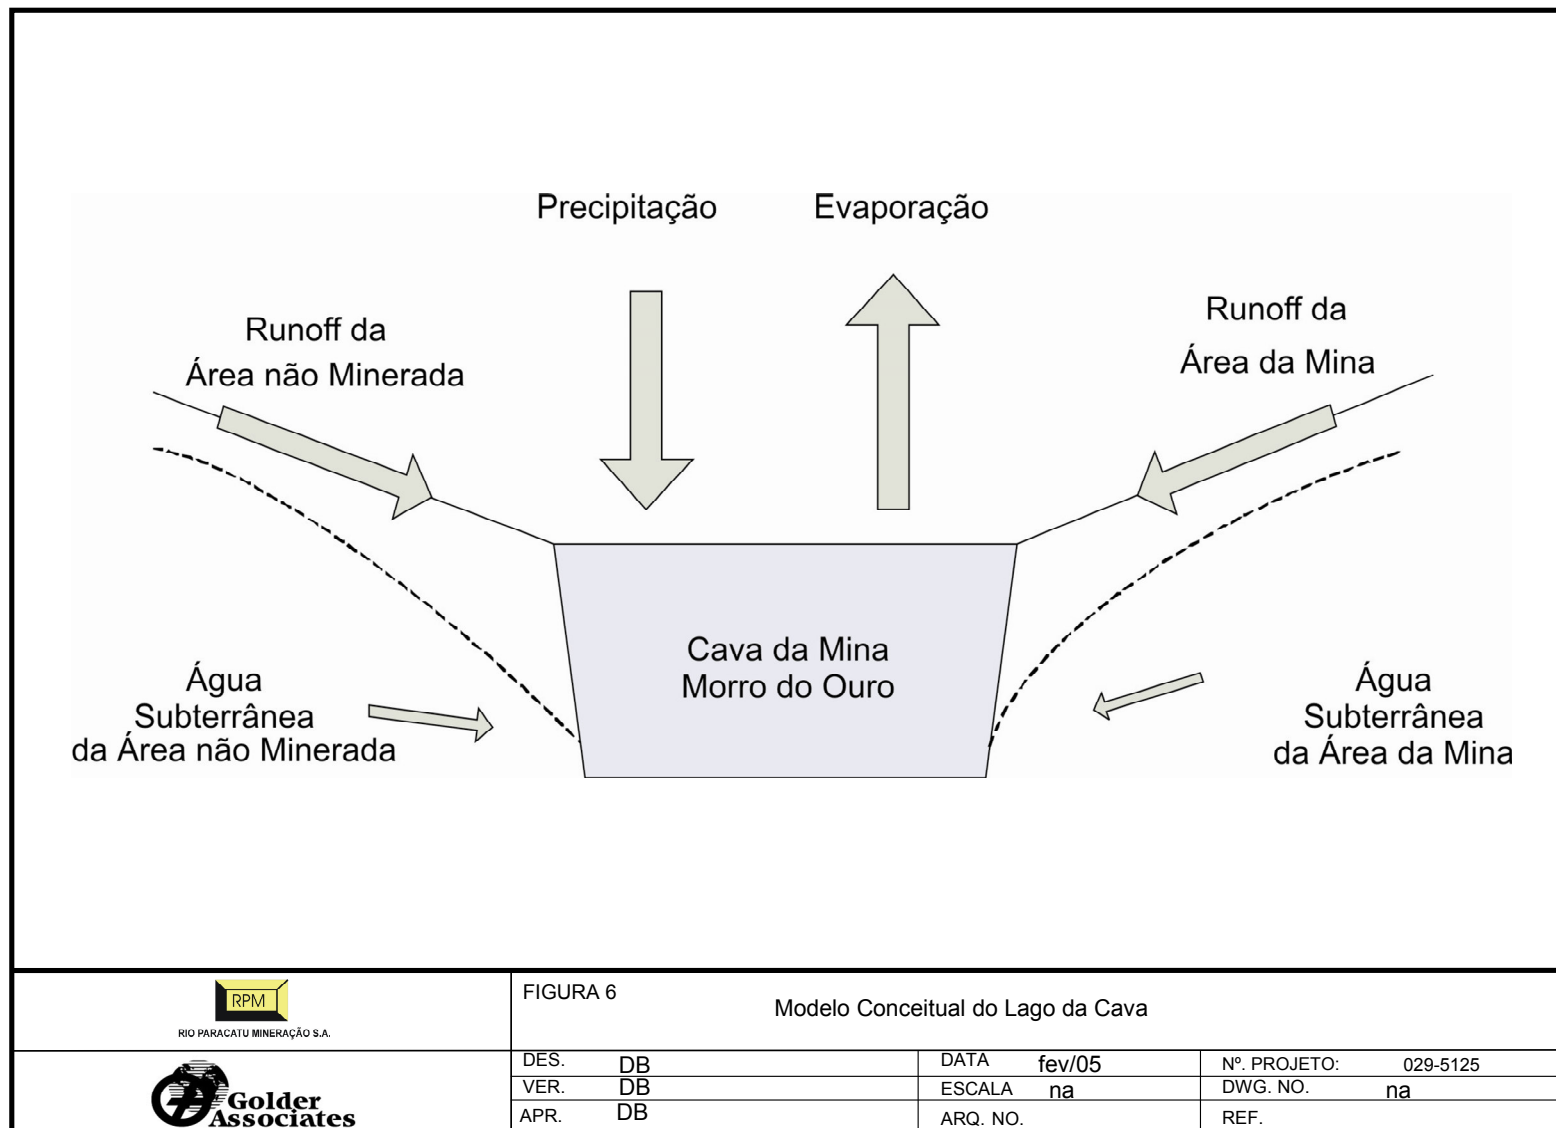 Precipitação
Evaporação
Runoff da
Área não Minerada
Runoff da
Área da Mina
Cava da Mina
Morro do Ouro
Água
Subterrânea
da Área não Minerada
Água
Subterrânea
da Área da Mina
RPM
RIO PARACATU MINERAÇÃO S.A.
FIGURA 6
Modelo Conceitual do Lago da Cava
Golder
Associates
DES. DB
DATA fev/05
Nº. PROJETO: 029-5125
VER. DB
ESCALA na
DWG. NO. na
APR. DB
ARQ. NO.
REF.